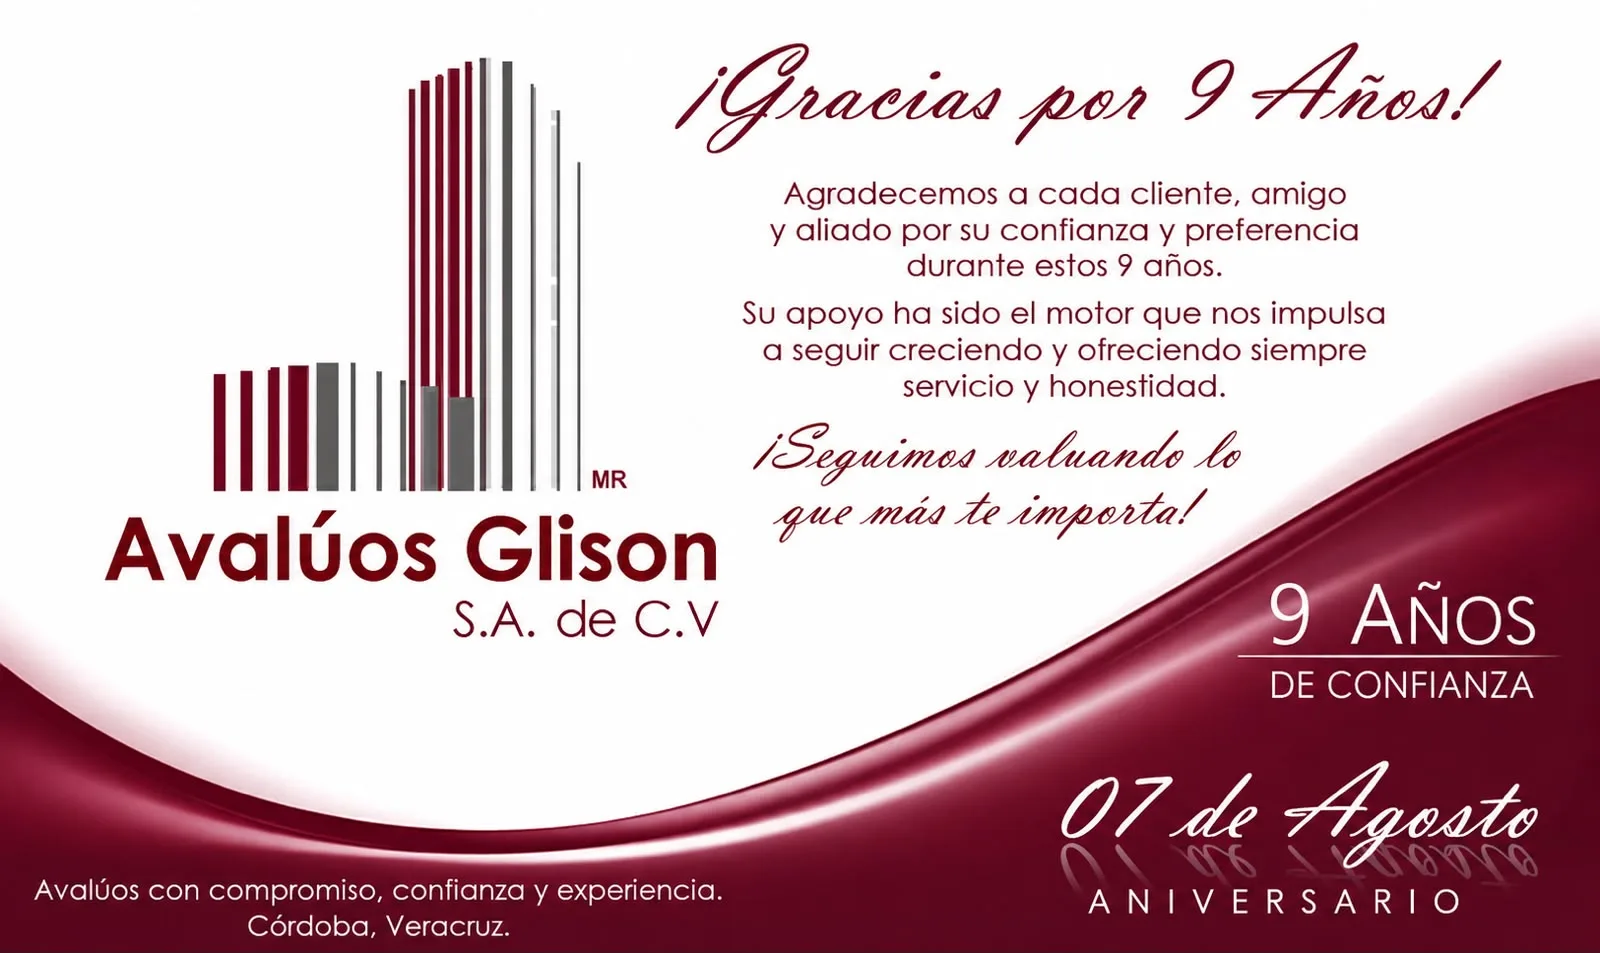 ¡Gracias por 9 Años!
Agradecemos a cada cliente, amigo
y aliado por su confianza y preferencia
durante estos 9 años.
Su apoyo ha sido el motor que nos impulsa
a seguir creciendo y ofreciendo siempre
servicio y honestidad.
¡Seguimos valuando lo
que más te importa!
MR
Avalúos Glison
S.A. de C.V
9 AÑOS
DE CONFIANZA
07 de Agosto
ANIVERSARIO
Avalúos con compromiso, confianza y experiencia.
Córdoba, Veracruz.